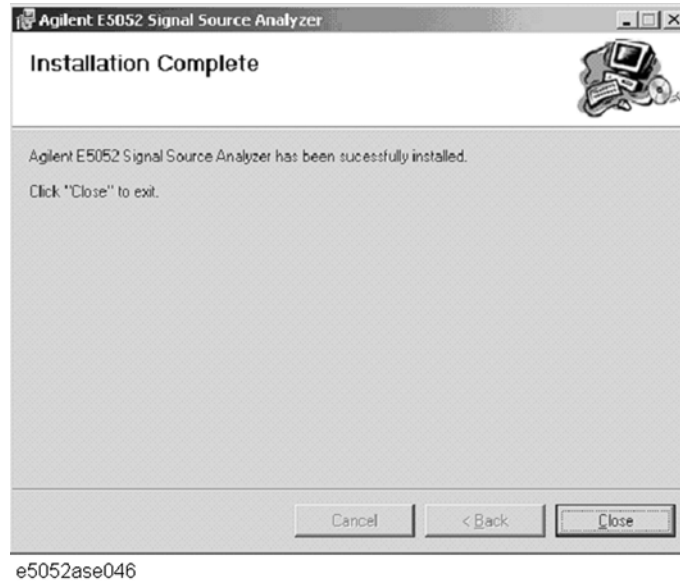 Agilent E5052 Signal Source Analyzer
Installation Complete
Agilent E5052 Signal Source Analyzer has been sucessfully installed.
Click "Close" to exit.
Cancel
< Back
Close
e5052ase046